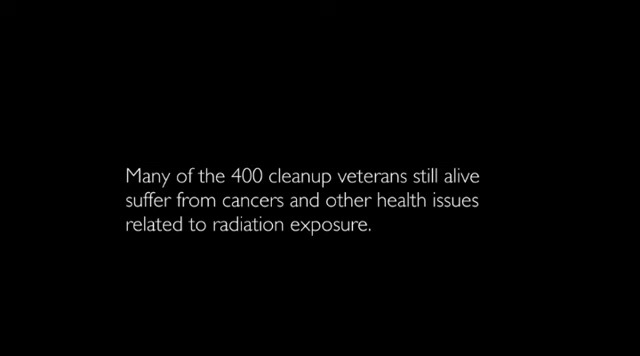 Many of the 400 cleanup veterans still alive
suffer from cancers and other health issues
related to radiation exposure.